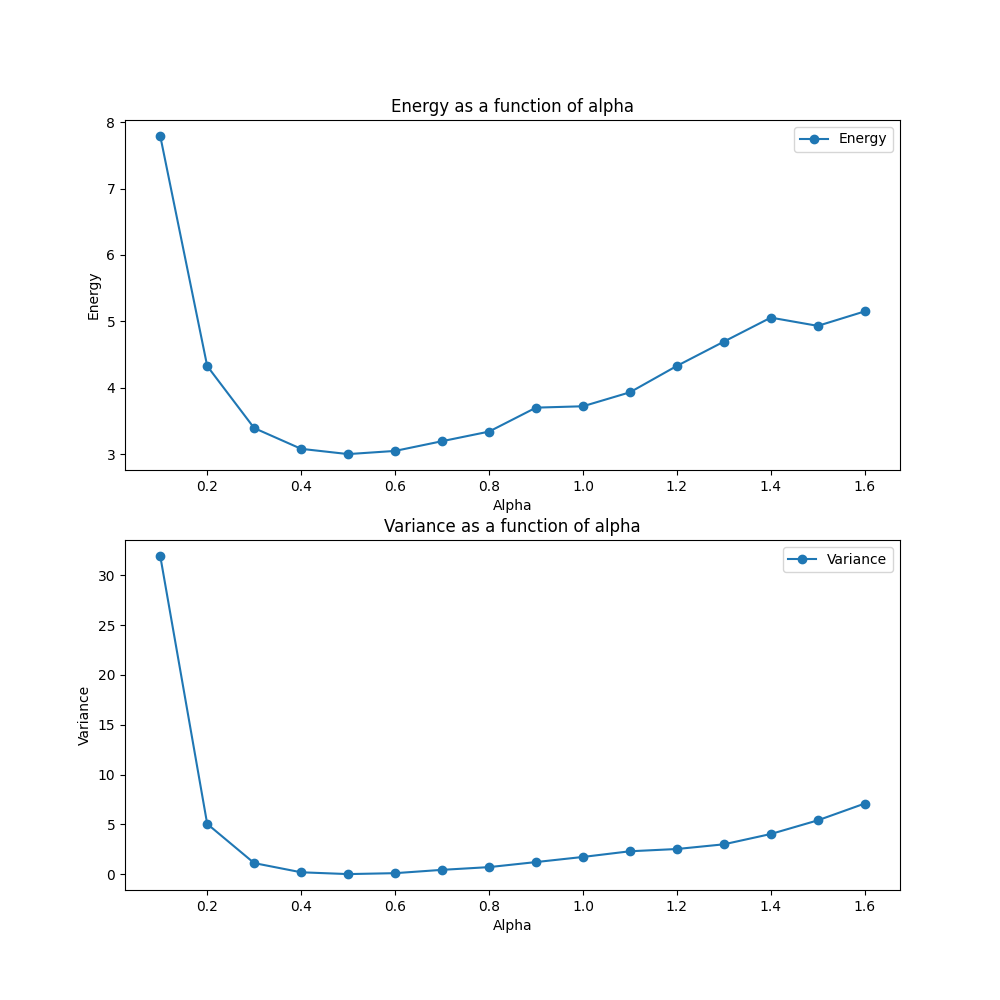 Energy as a function of alpha
8
7
6
5
4
3
Energy
Energy
0.2 0.4 0.6 0.8 1.0 1.2 1.4 1.6
Alpha
Variance as a function of alpha
30
25
20
15
10
5
0
Variance
Variance
0.2 0.4 0.6 0.8 1.0 1.2 1.4 1.6
Alpha